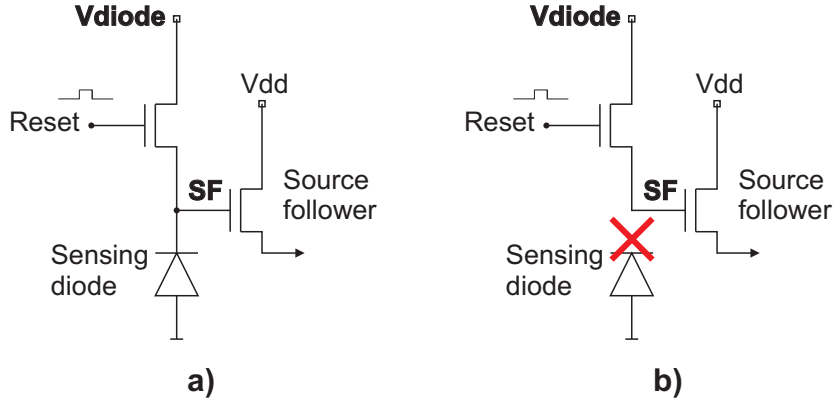 Vdiode
Vdd
Reset
SF
Source
follower
Sensing
diode
a)
Vdiode
Vdd
Reset
SF
Source
follower
Sensing
diode
b)